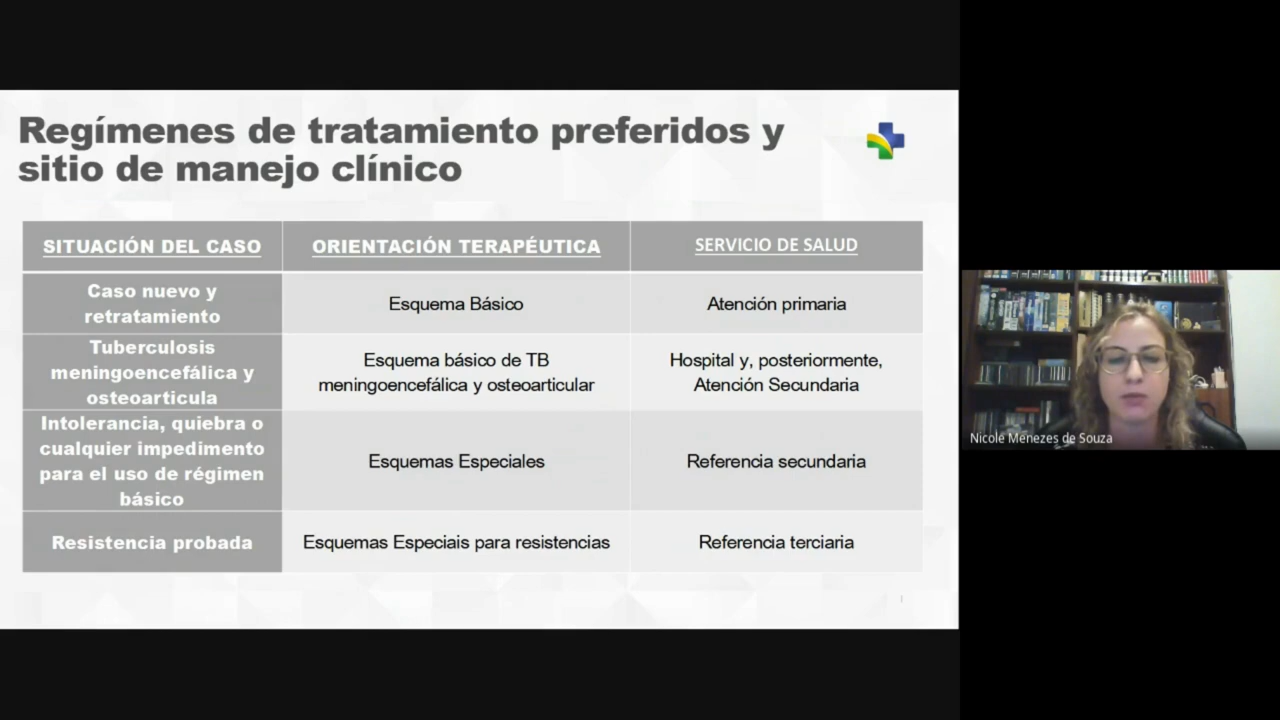 Regímenes de tratamiento preferidos y
sitio de manejo clínico
SITUACIÓN DEL CASO
ORIENTACIÓN TERAPÉUTICA
SERVICIO DE SALUD
Caso nuevo y
retratamiento
Esquema Básico
Atención primaria
Tuberculosis
meningoencefálica y
osteoarticula
Esquema básico de TB
meningoencefálica y osteoarticular
Hospital y, posteriormente,
Atención Secundaria
Intolerancia, quiebra o
cualquier impedimento
para el uso de régimen
básico
Esquemas Especiales
Referencia secundaria
Resistencia probada
Esquemas Especiais para resistencias
Referencia terciaria
Nicole Menezes de Souza